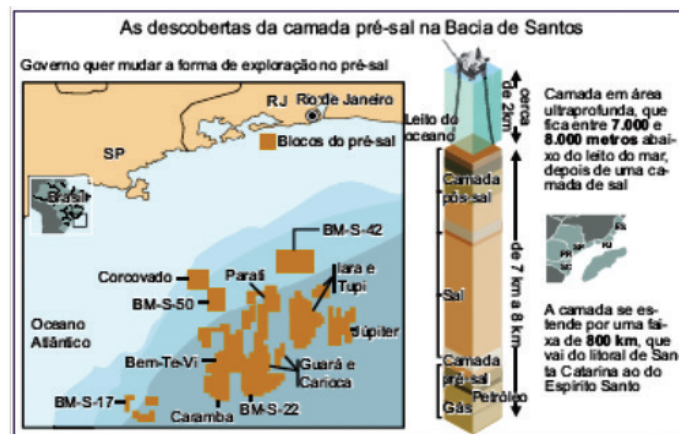 As descobertas da camada pré-sal na Bacia de Santos
Governo quer mudar a forma de exploração no pré-sal
RJ
Rio de Janeiro
Blocos do pré-sal
SP
Brasil
BM-S-42
Corcovado
Parati
Iara e
Tupi
BM-S-50
Júpiter
Oceano
Atlântico
Bem-Te-Vi
Guará e
Carioca
BM-S-17
Caramba
BM-S-22
cerca
de 2km
Leito do
oceano
Camada
pós-sal
Sal
de 7 km a 8 km
Camada
pré-sal
Petróleo
Gás
Camada em área
ultraprofunda, que
fica entre 7.000 e
8.000 metros abai-
xo do leito do mar,
depois de uma ca-
mada de sal
ES
RJ
SP
PR
SC
A camada se es-
tende por uma fai-
xa de 800 km, que
vai do litoral de San-
ta Catarina ao do
Espírito Santo